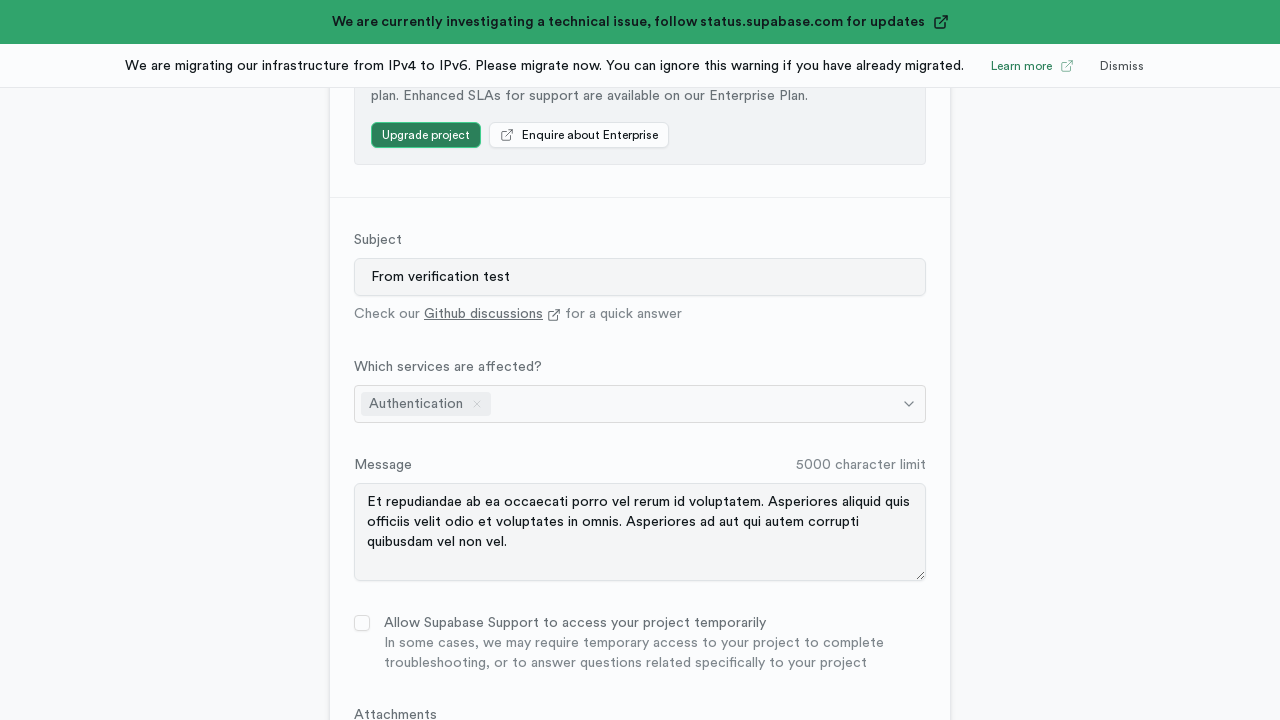 We are currently investigating a technical issue, follow status.supabase.com for updates
We are migrating our infrastructure from IPv4 to IPv6. Please migrate now. You can ignore this warning if you have already migrated.
Learn more
Dismiss
plan. Enhanced SLAs for support are available on our Enterprise Plan.
Upgrade project
Enquire about Enterprise
Subject
From verification test
Check our Github discussions for a quick answer
Which services are affected?
Authentication
Message
5000 character limit
Et repudiandae ab ea occaecati porro vel rerum id voluptatem. Asperiores aliquid quis
officiis velit odio et voluptates in omnis. Asperiores ad aut qui autem corrupti
quibusdam vel non vel.
Allow Supabase Support to access your project temporarily
In some cases, we may require temporary access to your project to complete
troubleshooting, or to answer questions related specifically to your project
Attachments